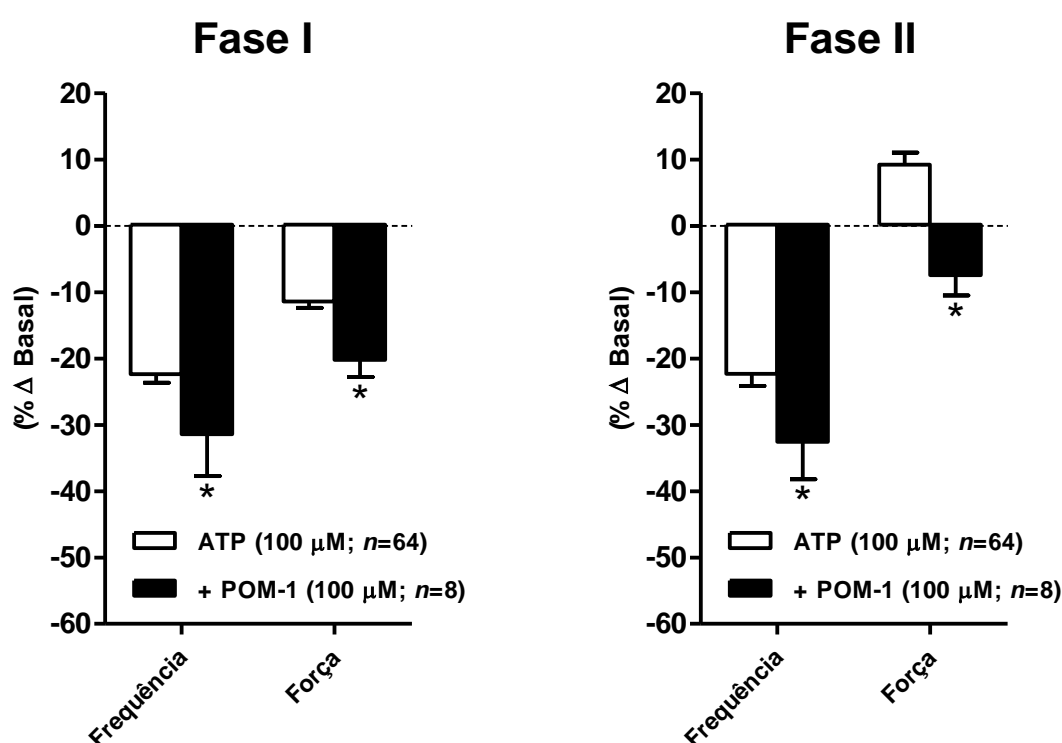 Fase I
(% Δ Basal)
20
10
0
-10
-20
-30
-40
-50
-60
*
*
ATP (100 μM; n=64)
+ POM-1 (100 μM; n=8)
Frequência
Força
Fase II
(% Δ Basal)
20
10
0
-10
-20
-30
-40
-50
-60
*
*
ATP (100 μM; n=64)
+ POM-1 (100 μM; n=8)
Frequência
Força